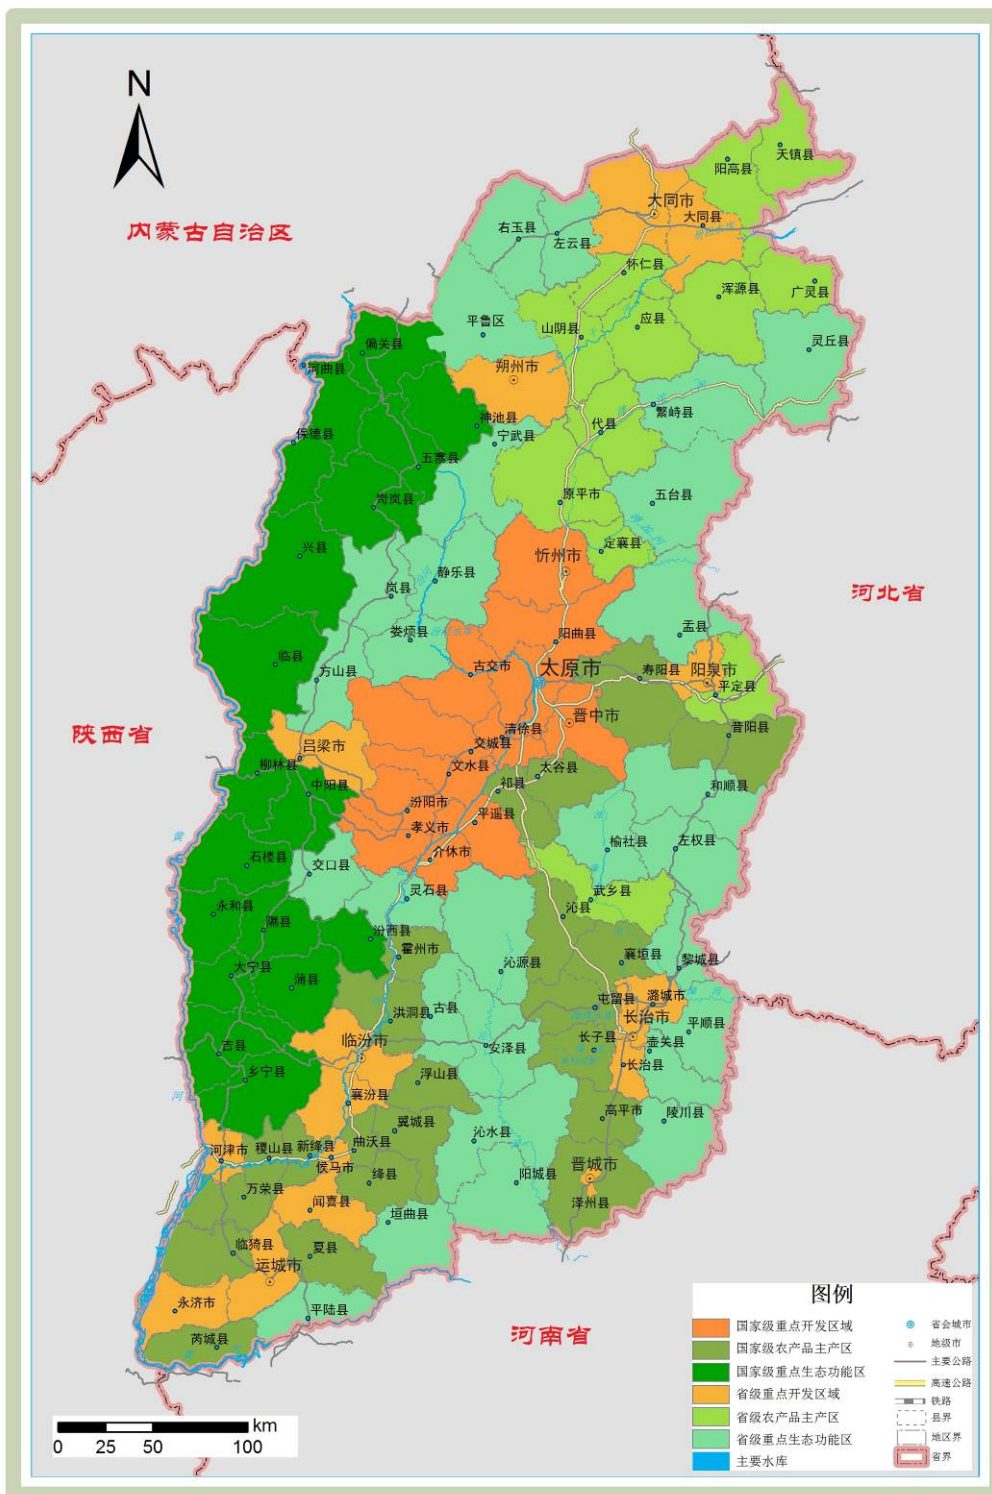 N
内蒙古自治区
天镇县
阳高县
大同市
大同县
右玉县
左云县
怀仁县
浑源县
广灵县
平鲁区
山阴县
应县
灵丘县
偏关县
河曲县
朔州市
繁峙县
神池县
代县
保德县
宁武县
五寨县
岢岚县
原平市
五台县
兴县
定襄县
忻州市
静乐县
岚县
河北省
娄烦县
阳曲县
盂县
临县
方山县
古交市
太原市
寿阳县
阳泉市
平定县
陕西省
晋中市
清徐县
昔阳县
吕梁市
交城县
柳林县
文水县
太谷县
中阳县
祁县
和顺县
汾阳市
平遥县
孝义市
榆社县
左权县
介休市
石楼县
交口县
灵石县
武乡县
永和县
沁县
隰县
汾西县
霍州市
襄垣县
黎城县
大宁县
沁源县
蒲县
屯留县
潞城市
洪洞县
古县
长治市
平顺县
临汾市
长子县
壶关县
吉县
安泽县
长治县
乡宁县
浮山县
襄汾县
高平市
陵川县
翼城县
沁水县
河津市
稷山县
新绛县
曲沃县
侯马市
晋城市
绛县
阳城县
万荣县
闻喜县
泽州县
垣曲县
临猗县
夏县
运城市
永济市
平陆县
芮城县
河南省
黄
河
图例
国家级重点开发区域
国家级农产品主产区
国家级重点生态功能区
省级重点开发区域
省级农产品主产区
省级重点生态功能区
主要水库
省会城市
地级市
主要公路
高速公路
铁路
县界
地区界
省界
km
0 25 50 100